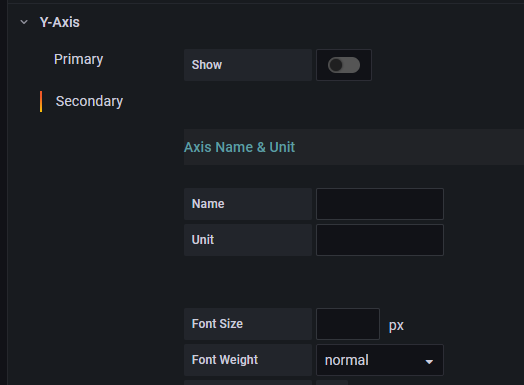 Y-Axis
Primary
Show
Secondary
Axis Name & Unit
Name
Unit
Font Size px
Font Weight normal